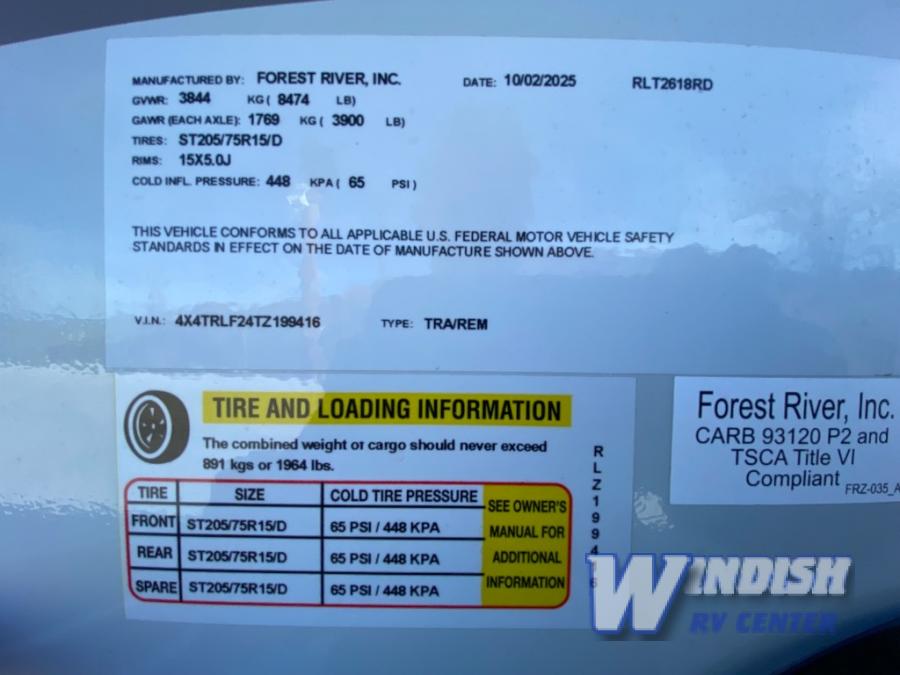 MANUFACTURED BY: FOREST RIVER, INC. DATE: 10/02/2025 RLT2618RD
GVWR: 3844 KG ( 8474 LB)
GAWR (EACH AXLE): 1769 KG ( 3900 LB)
TIRES: ST205/75R15/D
RIMS: 15X5.0J
COLD INFL. PRESSURE: 448 KPA ( 65 PSI )
THIS VEHICLE CONFORMS TO ALL APPLICABLE U.S. FEDERAL MOTOR VEHICLE SAFETY
STANDARDS IN EFFECT ON THE DATE OF MANUFACTURE SHOWN ABOVE.
V.I.N.: 4X4TRLF24TZ199416 TYPE: TRA/REM
TIRE AND LOADING INFORMATION
The combined weight or cargo should never exceed
891 kgs or 1964 lbs.
TIRE SIZE COLD TIRE PRESSURE
FRONT ST205/75R15/D 65 PSI / 448 KPA
REAR ST205/75R15/D 65 PSI / 448 KPA
SPARE ST205/75R15/D 65 PSI / 448 KPA
SEE OWNER'S
MANUAL FOR
ADDITIONAL
INFORMATION
Forest River, Inc.
CARB 93120 P2 and
TSCA Title VI
Compliant
WINDISH
RV CENTER